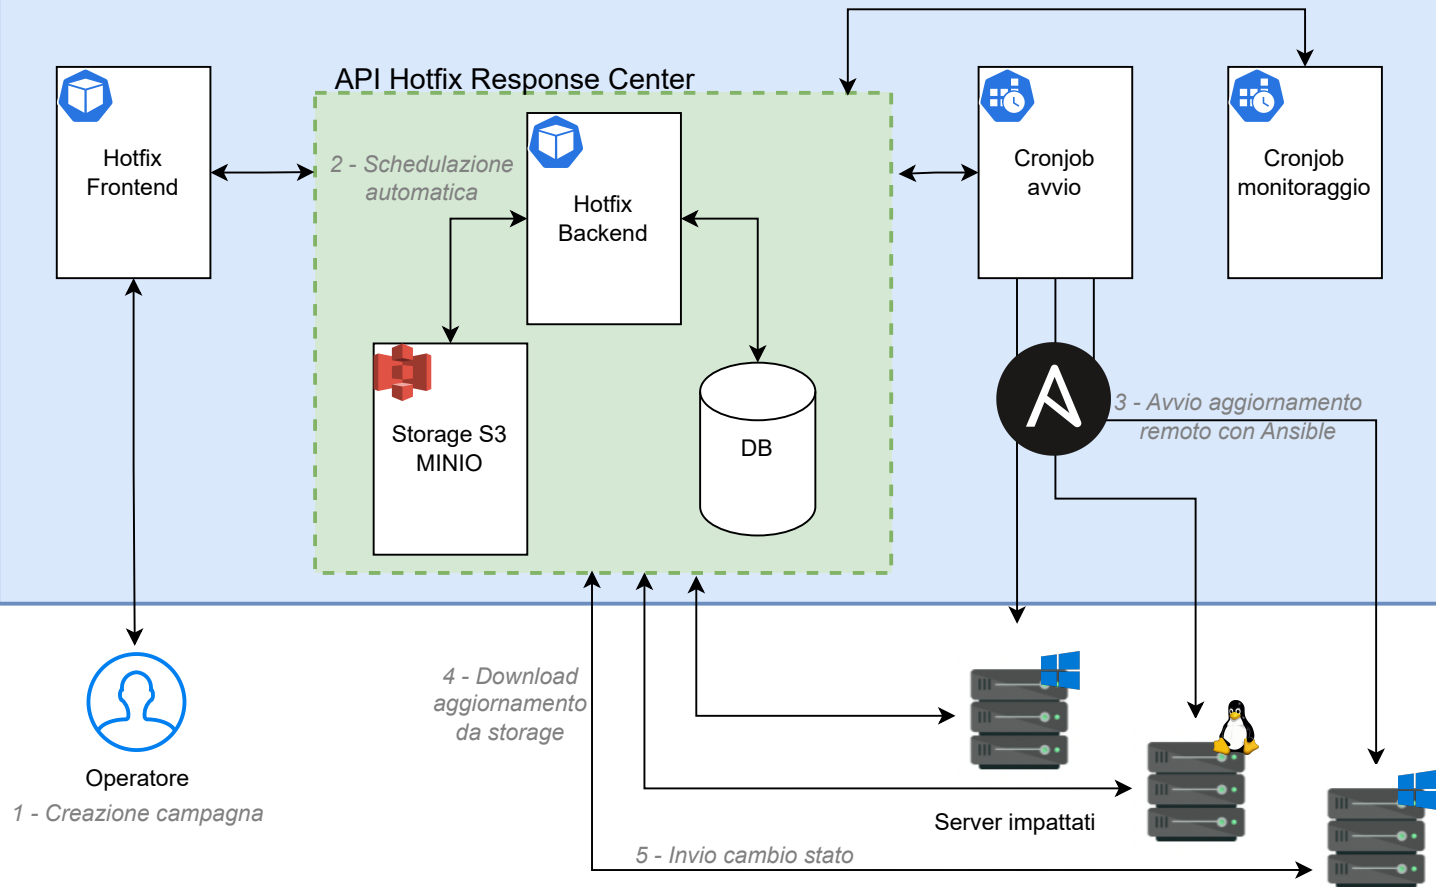 API Hotfix Response Center
Hotfix
Frontend
2 - Schedulazione
automatica
Hotfix
Backend
Cronjob
avvio
Cronjob
monitoraggio
Storage S3
MINIO
DB
3 - Avvio aggiornamento
remoto con Ansible
4 - Download
aggiornamento
da storage
Operatore
1 - Creazione campagna
Server impattati
5 - Invio cambio stato